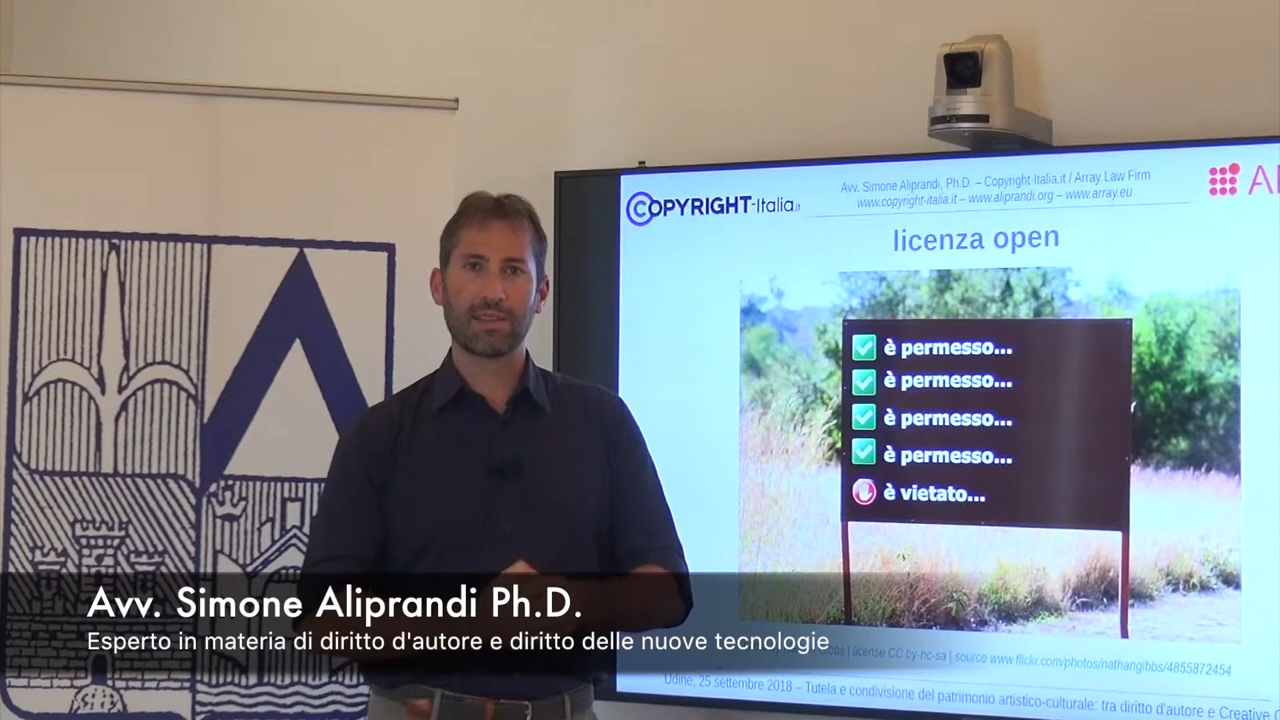 Avv. Simone Aliprandi, Ph.D. – Copyright-Italia.it / Array Law Firm
www.copyright-italia.it – www.aliprandi.org – www.array.eu
COPYRIGHT-Italia.it
licenza open
è permesso...
è permesso...
è permesso...
è permesso...
è vietato...
Avv. Simone Aliprandi Ph.D.
Esperto in materia di diritto d'autore e diritto delle nuove tecnologie
| license CC by-nc-sa | source www.flickr.com/photos/nathangibbs/4855872454
Udine, 25 settembre 2018 – Tutela e condivisione del patrimonio artistico-culturale: tra diritto d'autore e Creative